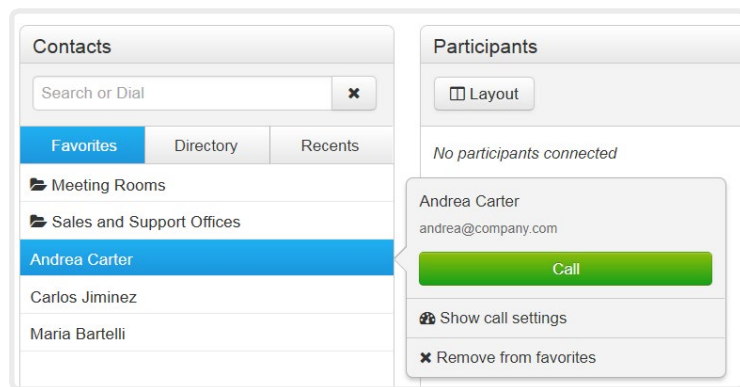 Contacts
Search or Dial
Favorites Directory Recents
Meeting Rooms
Sales and Support Offices
Andrea Carter
Carlos Jiminez
Maria Bartelli
Participants
Layout
No participants connected
Andrea Carter
andrea@company.com
Call
Show call settings
Remove from favorites